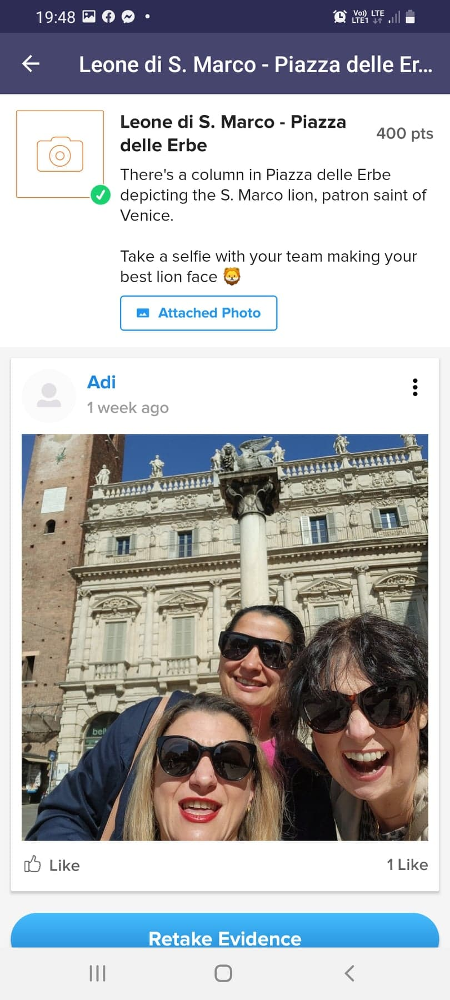 19:48
Vo)) LTE
LTE1
Leone di S. Marco - Piazza delle Er...
Leone di S. Marco - Piazza
delle Erbe
400 pts
There's a column in Piazza delle Erbe
depicting the S. Marco lion, patron saint of
Venice.
Take a selfie with your team making your
best lion face 🦁
Attached Photo
Adi
1 week ago
bell
Like
1 Like
Retake Evidence